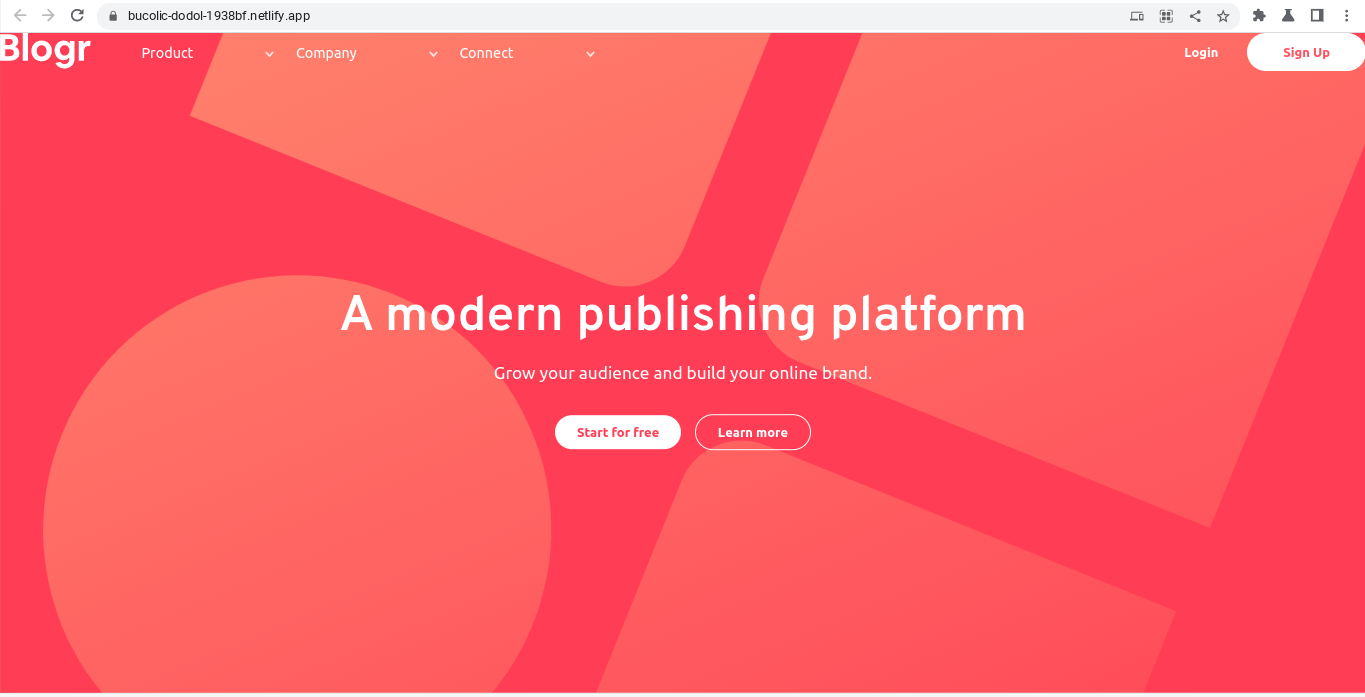 bucolic-dodol-1938bf.netlify.app
Blogr Product Company Connect Login Sign Up
A modern publishing platform
Grow your audience and build your online brand.
Start for free Learn more